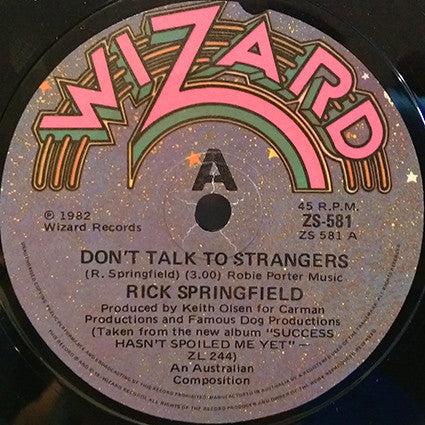 WIZARD
A
℗ 1982
Wizard Records
45 R.P.M.
ZS-581
ZS 581 A
DON'T TALK TO STRANGERS
(R. Springfield) (3.00) Robie Porter Music
RICK SPRINGFIELD
Produced by Keith Olsen for Carman
Productions and Famous Dog Productions
(Taken from the new album "SUCCESS
HASN'T SPOILED ME YET" —
ZL 244)
An Australian
Composition